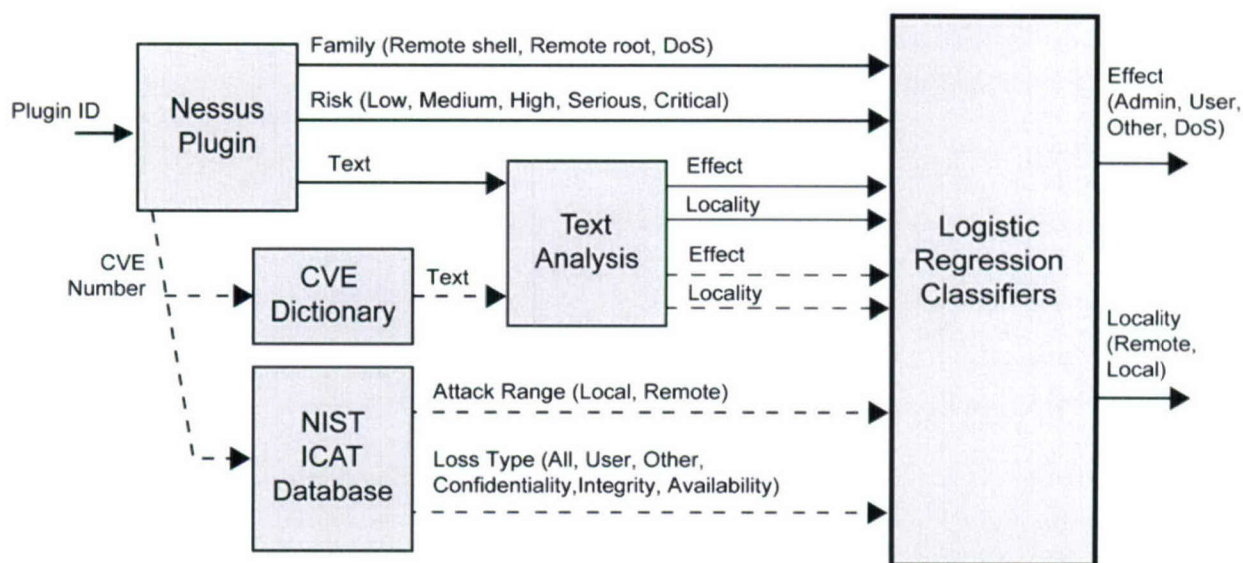 Family (Remote shell, Remote root, DoS)
Plugin ID
Nessus
Plugin
Risk (Low, Medium, High, Serious, Critical)
Text
CVE
Number
CVE
Dictionary
Text
Text
Analysis
Effect
Locality
Effect
Locality
NIST
ICAT
Database
Attack Range (Local, Remote)
Loss Type (All, User, Other,
Confidentiality,Integrity, Availability)
Logistic
Regression
Classifiers
Effect
(Admin, User,
Other, DoS)
Locality
(Remote,
Local)